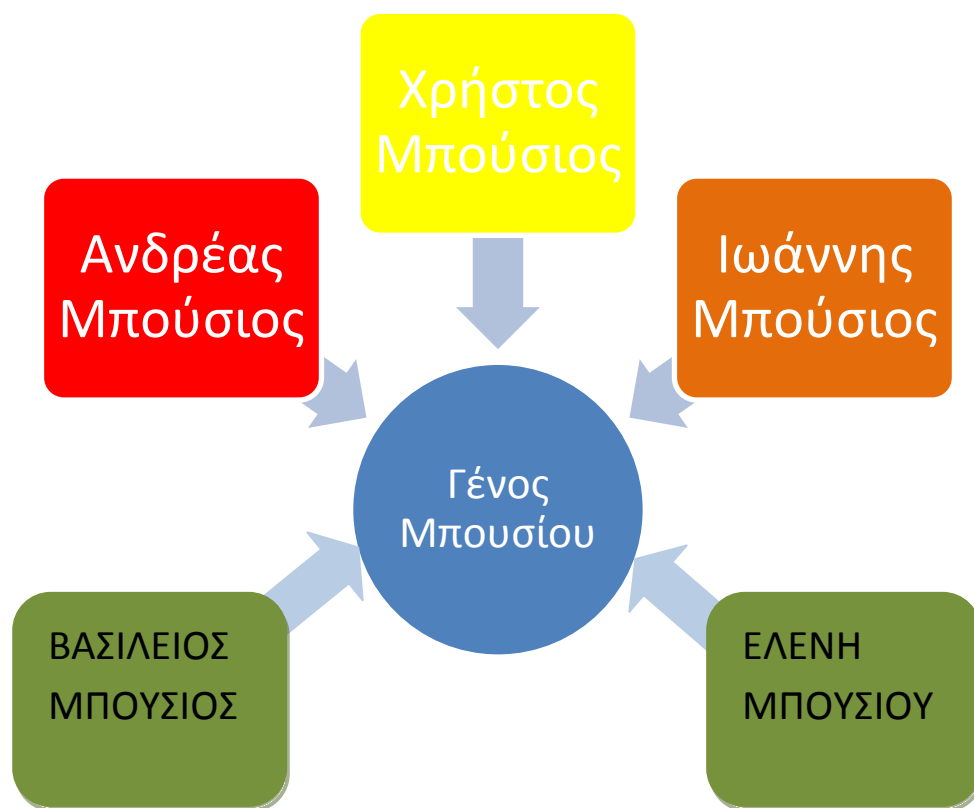 Χρήστος
Μπούσιος
Ανδρέας
Μπούσιος
Ιωάννης
Μπούσιος
Γένος
Μπουσίου
ΒΑΣΙΛΕΙΟΣ
ΜΠΟΥΣΙΟΣ
ΕΛΕΝΗ
ΜΠΟΥΣΙΟΥ